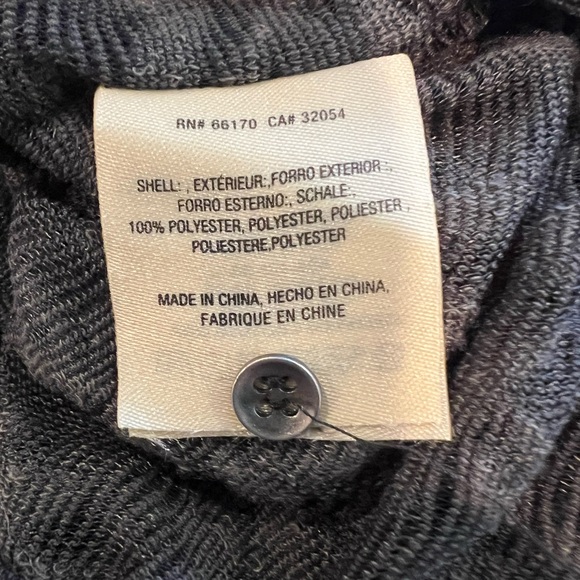 RN# 66170 CA# 32054
SHELL: , EXTÉRIEUR:,FORRO EXTERIOR :,
FORRO ESTERNO:, SCHALE:,
100% POLYESTER, POLYESTER, POLIESTER ,
POLIESTERE,POLYESTER
MADE IN CHINA, HECHO EN CHINA,
FABRIQUE EN CHINE